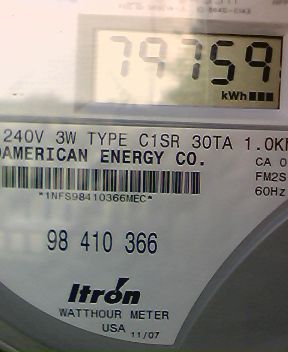 79759
kWh
240V 3W TYPE C1SR 30TA 1.0K
AMERICAN ENERGY CO.
CA 0
FM2S
60Hz
*1NFS98410366MEC*
98 410 366
Itron
WATTHOUR METER
USA 11/07